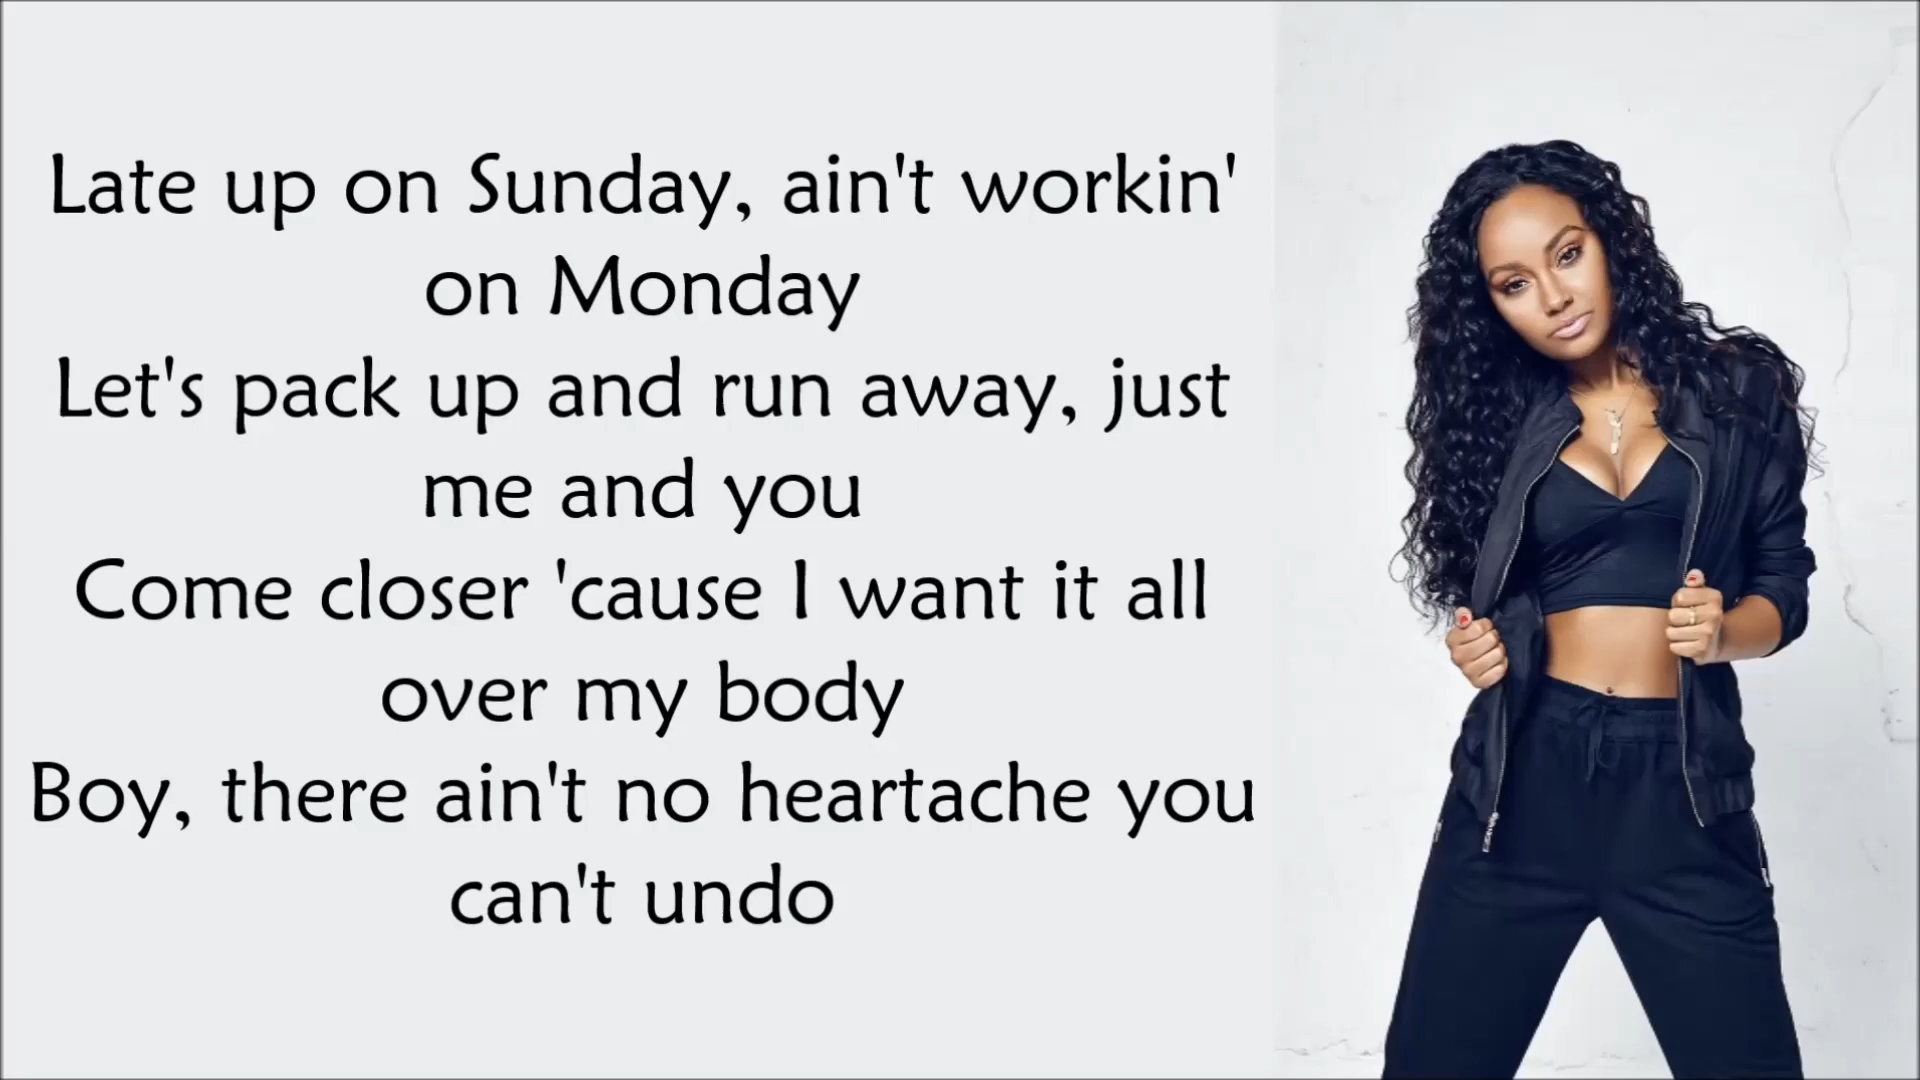 Late up on Sunday, ain't workin'
on Monday
Let's pack up and run away, just
me and you
Come closer 'cause I want it all
over my body
Boy, there ain't no heartache you
can't undo